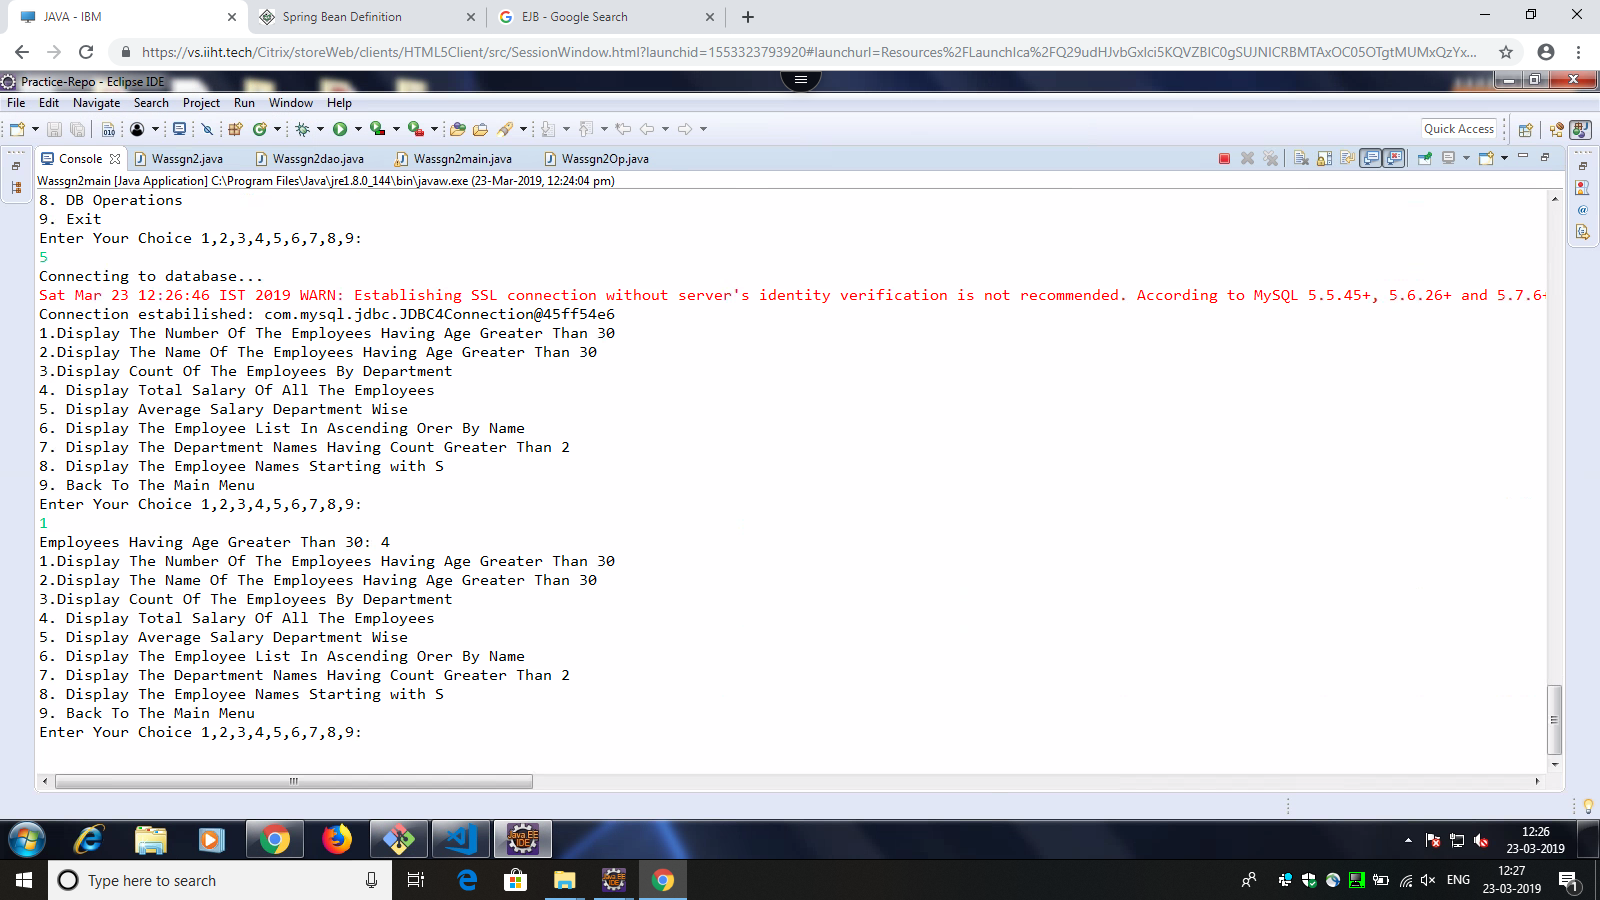 JAVA - IBM
Spring Bean Definition
EJB - Google Search
https://vs.iiht.tech/Citrix/storeWeb/clients/HTML5Client/src/SessionWindow.html?launchid=1553323793920#launchurl=Resources%2FLaunchIca%2FQ29udHJvbGxlci5KQVZBIC0gSUJNICRBMTAxOC05OTgtMUMxQzYx...
Practice-Repo - Eclipse IDE
File Edit Navigate Search Project Run Window Help
Quick Access
Console Wassgn2.java Wassgn2dao.java Wassgn2main.java Wassgn2Op.java
Wassgn2main [Java Application] C:\Program Files\Java\jre1.8.0_144\bin\javaw.exe (23-Mar-2019, 12:24:04 pm)
8. DB Operations
9. Exit
Enter Your Choice 1,2,3,4,5,6,7,8,9:
5
Connecting to database...
Sat Mar 23 12:26:46 IST 2019 WARN: Establishing SSL connection without server's identity verification is not recommended. According to MySQL 5.5.45+, 5.6.26+ and 5.7.6+
Connection estabilished: com.mysql.jdbc.JDBC4Connection@45ff54e6
1.Display The Number Of The Employees Having Age Greater Than 30
2.Display The Name Of The Employees Having Age Greater Than 30
3.Display Count Of The Employees By Department
4. Display Total Salary Of All The Employees
5. Display Average Salary Department Wise
6. Display The Employee List In Ascending Orer By Name
7. Display The Department Names Having Count Greater Than 2
8. Display The Employee Names Starting with S
9. Back To The Main Menu
Enter Your Choice 1,2,3,4,5,6,7,8,9:
1
Employees Having Age Greater Than 30: 4
1.Display The Number Of The Employees Having Age Greater Than 30
2.Display The Name Of The Employees Having Age Greater Than 30
3.Display Count Of The Employees By Department
4. Display Total Salary Of All The Employees
5. Display Average Salary Department Wise
6. Display The Employee List In Ascending Orer By Name
7. Display The Department Names Having Count Greater Than 2
8. Display The Employee Names Starting with S
9. Back To The Main Menu
Enter Your Choice 1,2,3,4,5,6,7,8,9:
12:26
23-03-2019
Type here to search
ENG
12:27
23-03-2019
1